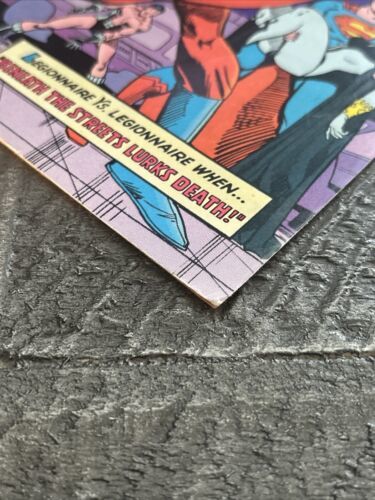 Legionnaire Vs. Legionnaire When...
"Beneath the Streets Lurks Death!"